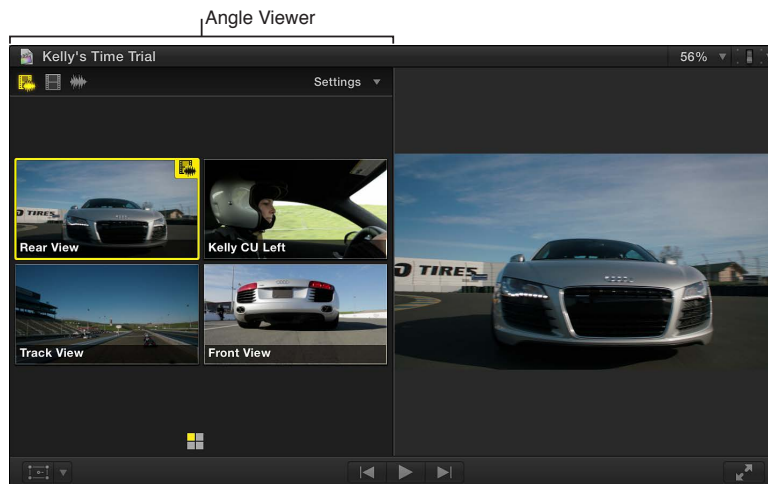 Angle Viewer
Kelly's Time Trial
56%
Settings
TIRES
Rear View
Kelly CU Left
Track View
Front View
TIRES